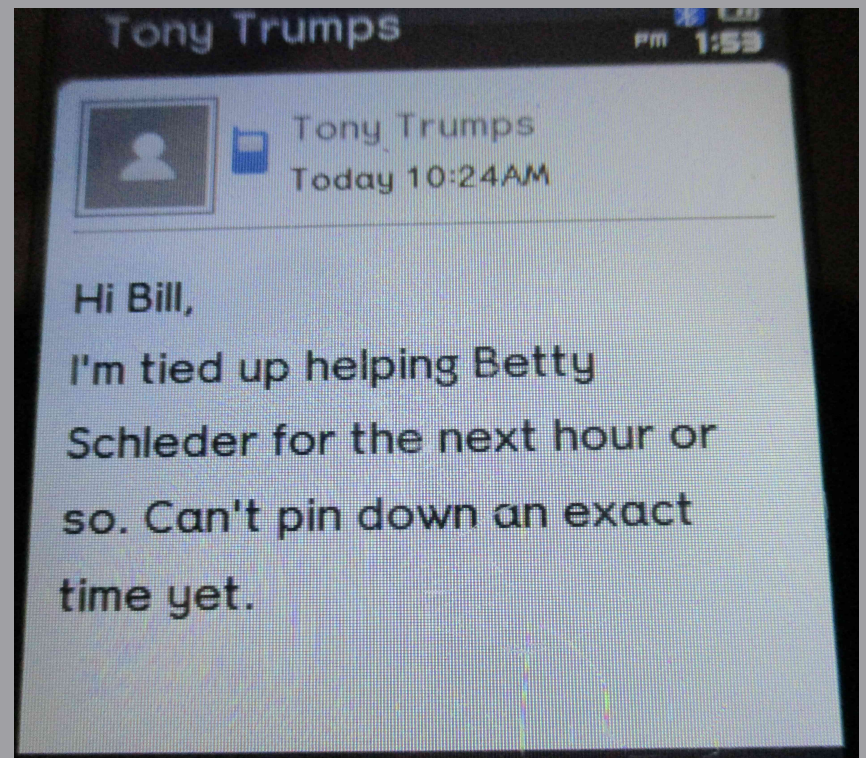 Tony Trumps
PM 1:53
Tony Trumps
Today 10:24AM
Hi Bill,
I'm tied up helping Betty
Schleder for the next hour or
so. Can't pin down an exact
time yet.